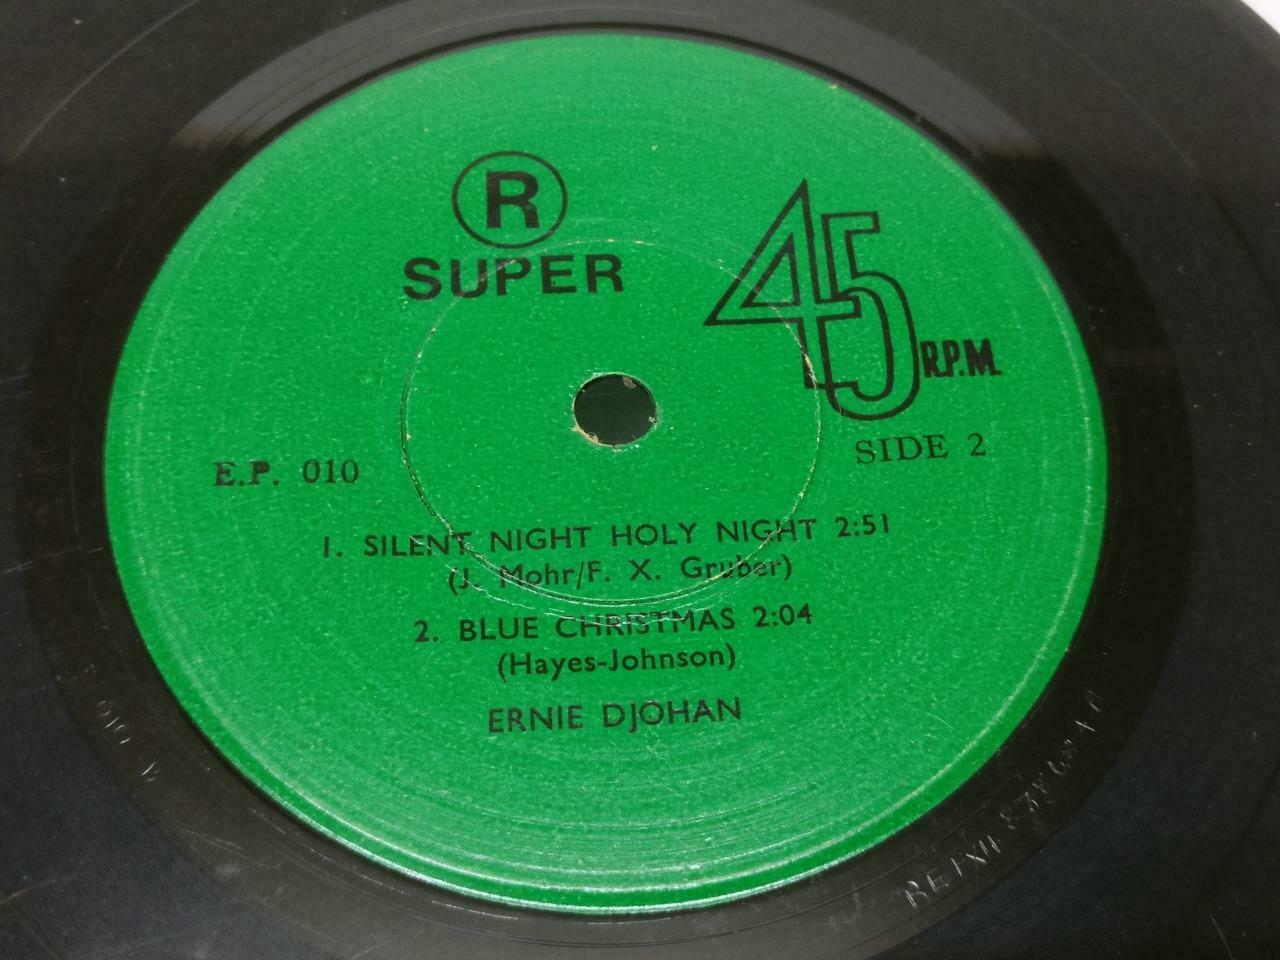 R
SUPER
45
R.P.M.
SIDE 2
E.P. 010
1. SILENT NIGHT HOLY NIGHT 2:51
(J. Mohr/F. X. Gruber)
2. BLUE CHRISTMAS 2:04
(Hayes-Johnson)
ERNIE DJOHAN
010 B